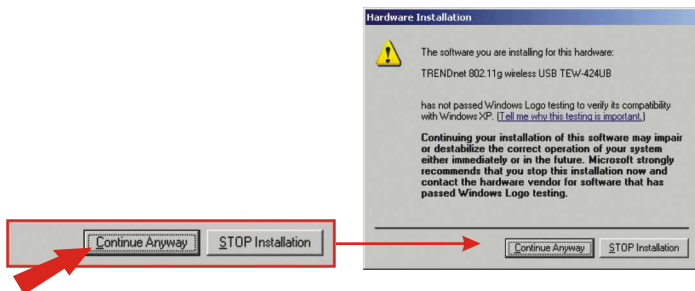 Hardware Installation
The software you are installing for this hardware:
TRENDnet 802.11g wireless USB TEW-424UB
has not passed Windows Logo testing to verify its compatibility
with Windows XP. (Tell me why this testing is important.)
Continuing your installation of this software may impair
or destabilize the correct operation of your system
either immediately or in the future. Microsoft strongly
recommends that you stop this installation now and
contact the hardware vendor for software that has
passed Windows Logo testing.
Continue Anyway STOP Installation
Continue Anyway STOP Installation